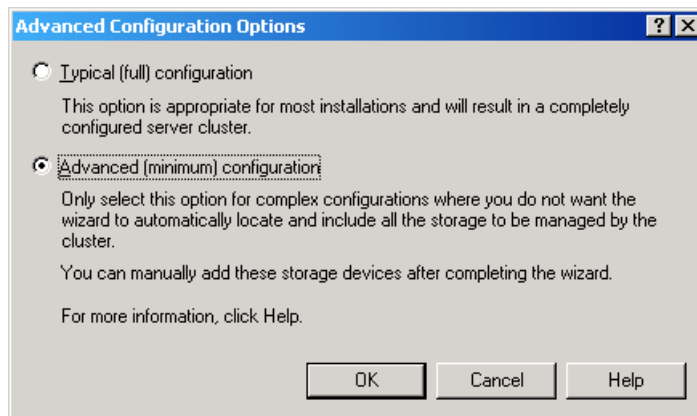 Advanced Configuration Options
Typical (full) configuration
This option is appropriate for most installations and will result in a completely
configured server cluster.
Advanced (minimum) configuration
Only select this option for complex configurations where you do not want the
wizard to automatically locate and include all the storage to be managed by the
cluster.
You can manually add these storage devices after completing the wizard.
For more information, click Help.
OK Cancel Help